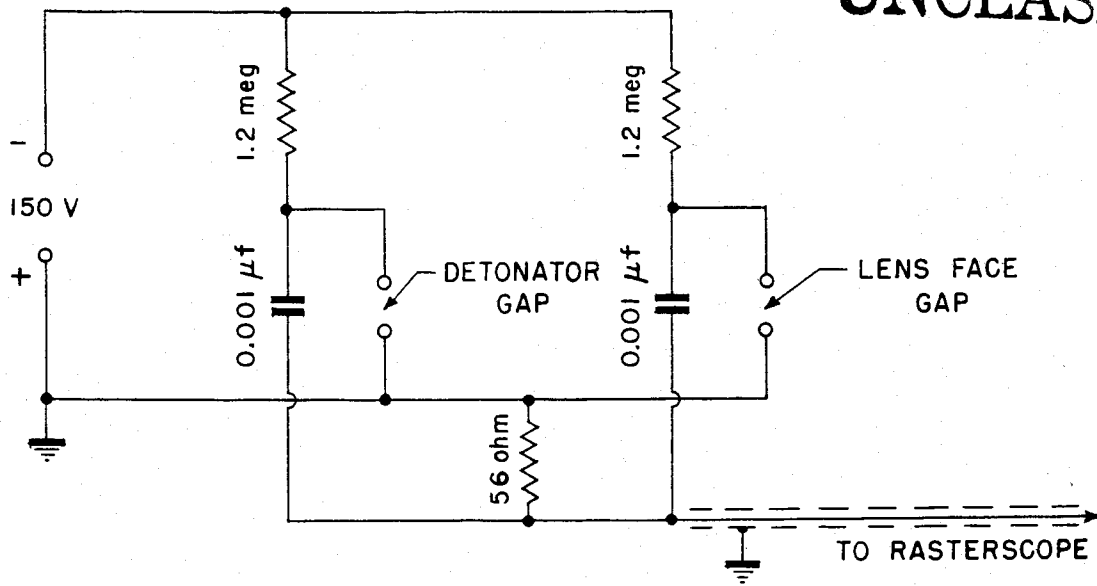 1.2 meg
1.2 meg
-
150 V
+
0.001 µf
DETONATOR
GAP
0.001 µf
LENS FACE
GAP
56 ohm
TO RASTERSCOPE